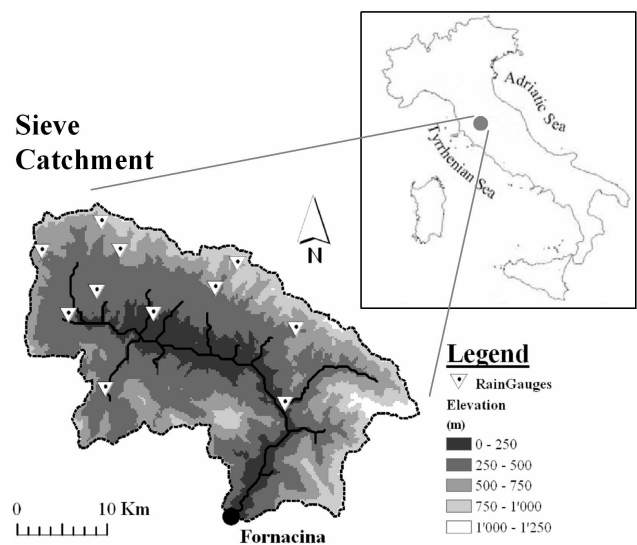 Sieve
Catchment
Adriatic Sea
Tyrrhenian Sea
N
Legend
RainGauges
Elevation
(m)
0 - 250
250 - 500
500 - 750
750 - 1'000
1'000 - 1'250
0
10 Km
Fornacina